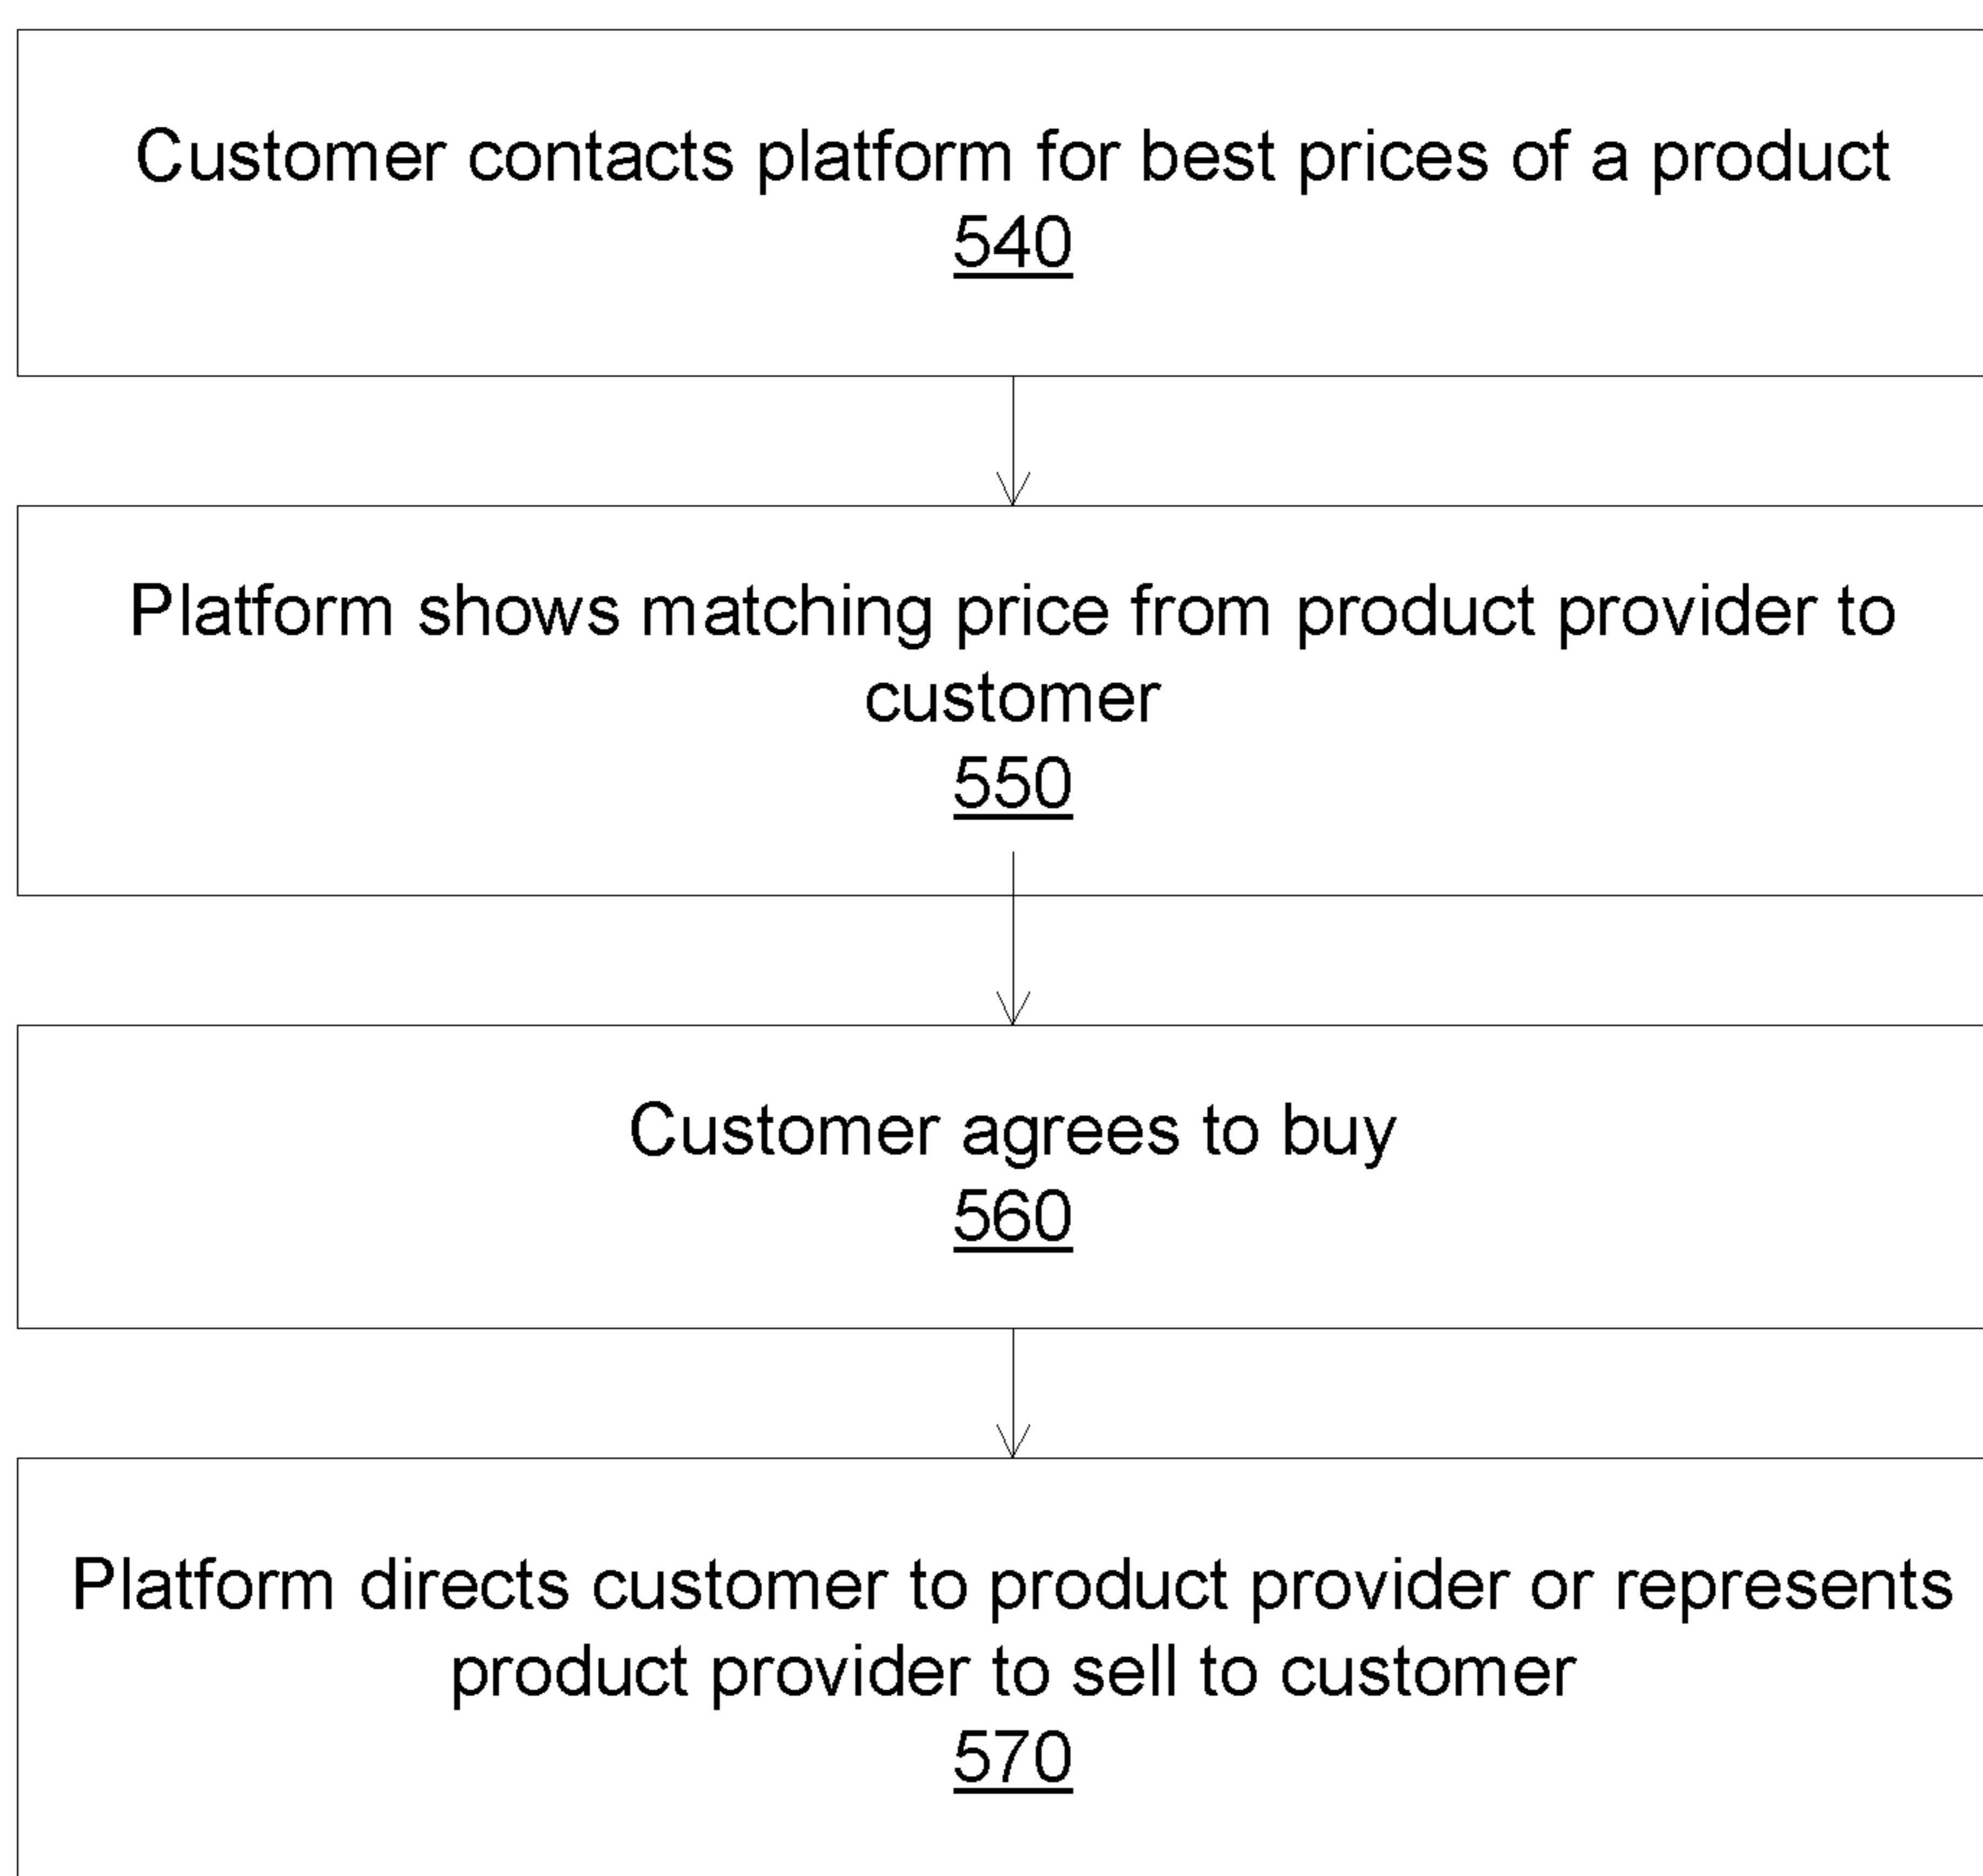 Customer contacts platform for best prices of a product
540
Platform shows matching price from product provider to
customer
550
Customer agrees to buy
560
Platform directs customer to product provider or represents
product provider to sell to customer
570